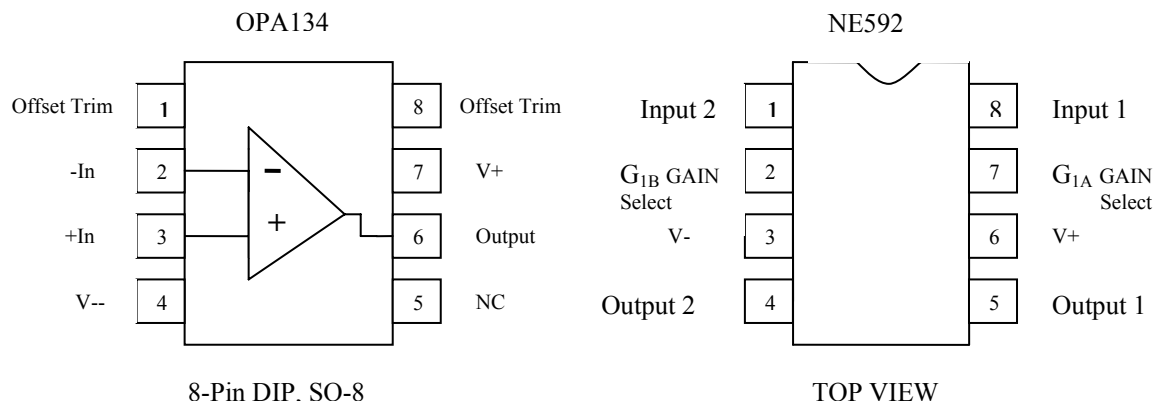 OPA134
Offset Trim 1 8 Offset Trim
-In 2 - 7 V+
+In 3 + 6 Output
V-- 4 5 NC
8-Pin DIP, SO-8
NE592
Input 2 1 8 Input 1
G1B GAIN Select 2 7 G1A GAIN Select
V- 3 6 V+
Output 2 4 5 Output 1
TOP VIEW